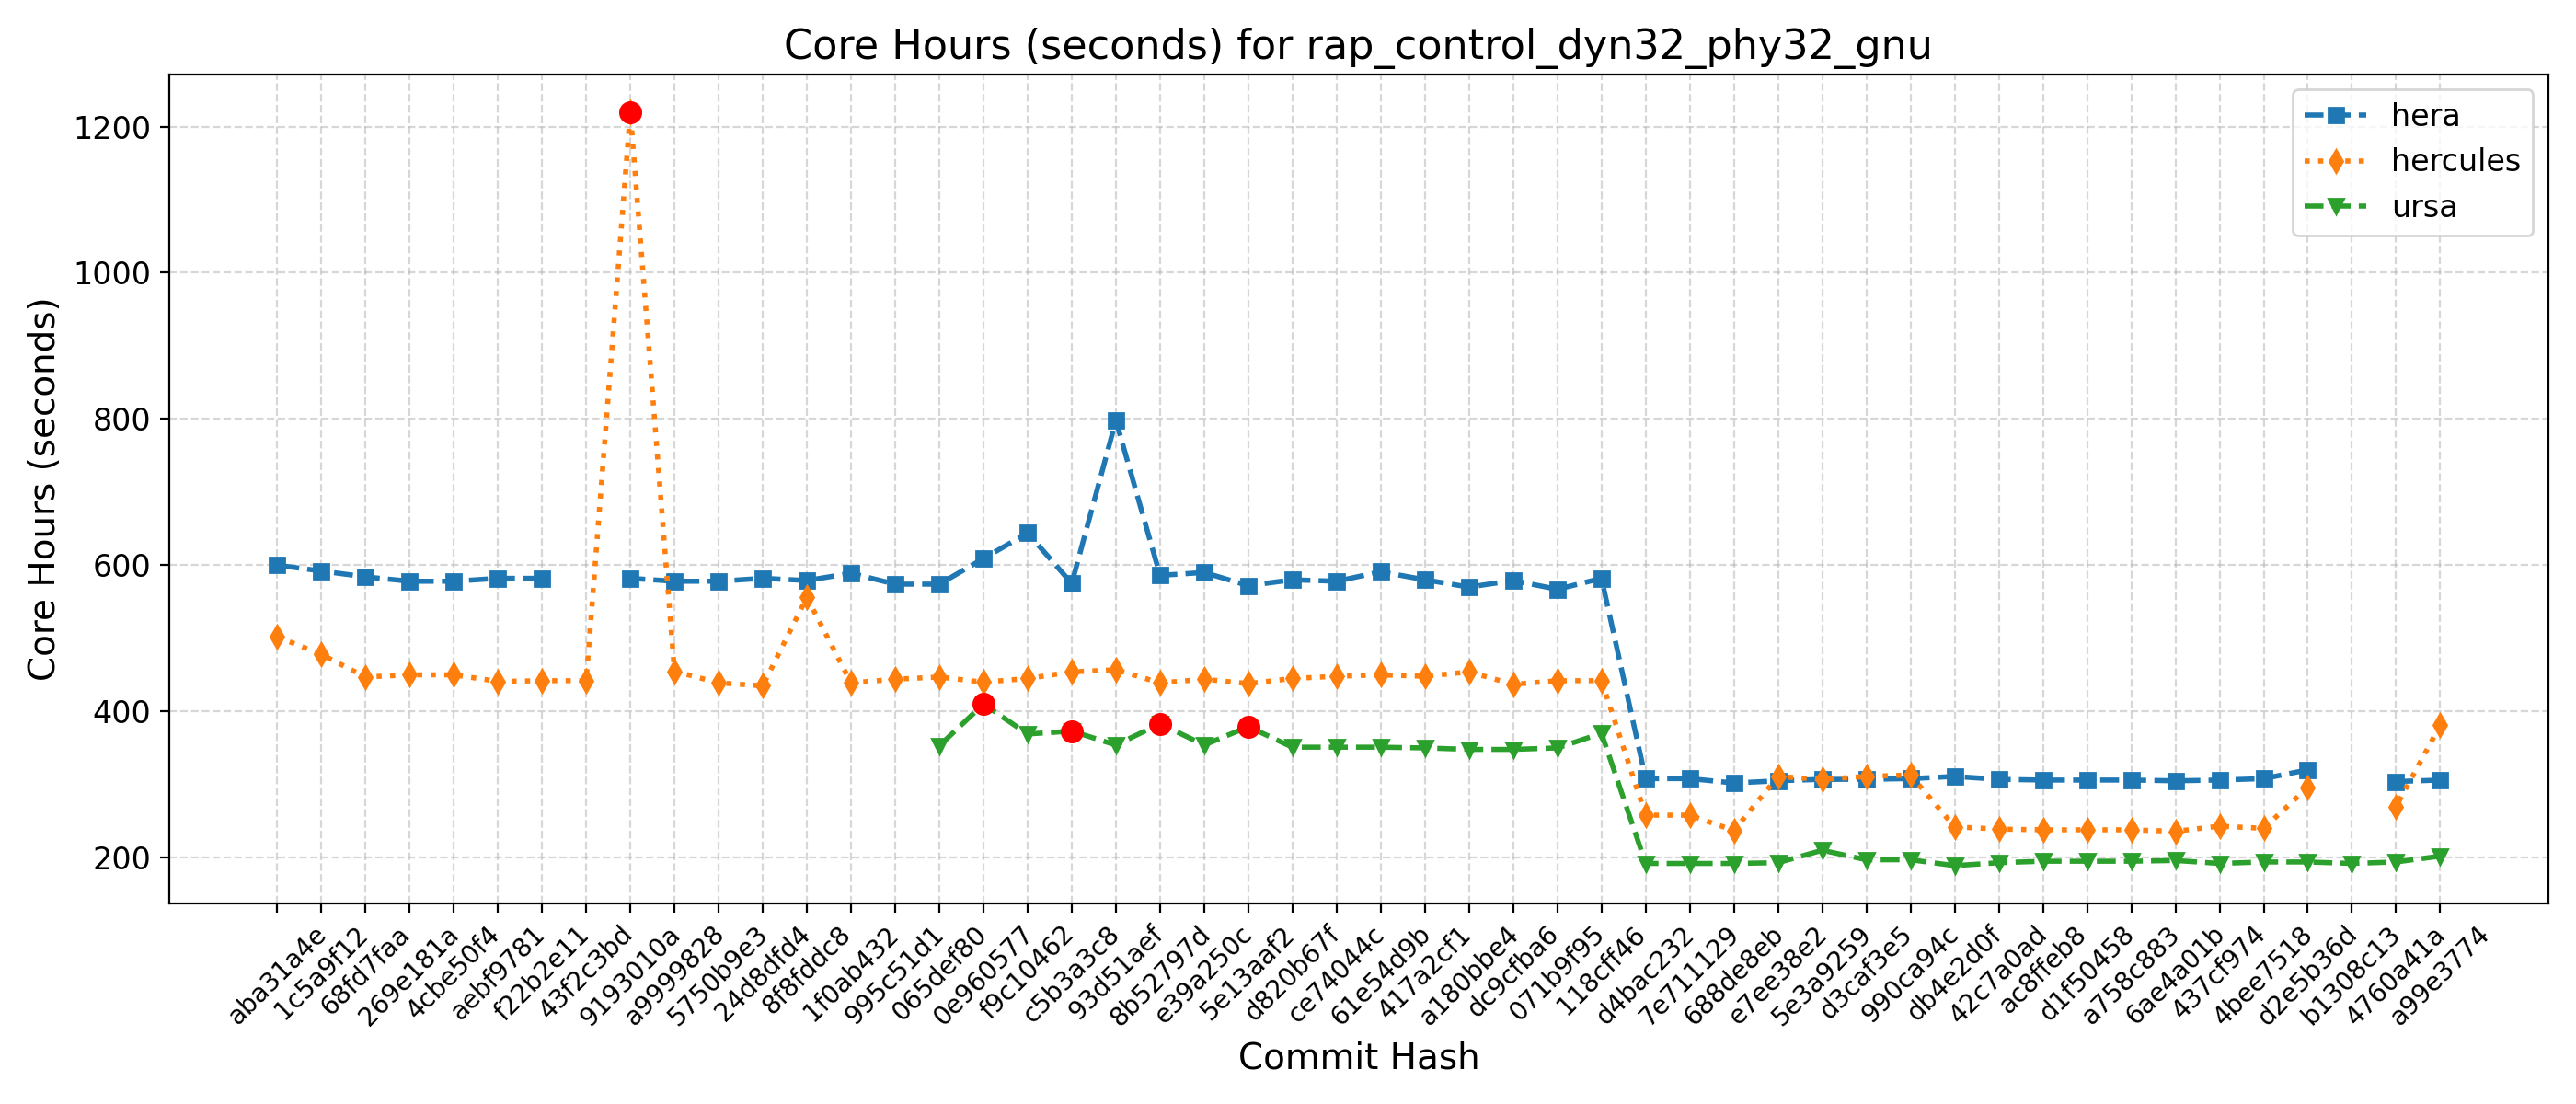 Core Hours (seconds) for rap_control_dyn32_phy32_gnu
hera
hercules
ursa
Core Hours (seconds)
1200
1000
800
600
400
200
aba31a4e
1c5a9f12
68fd7faa
269e181a
4cbe50f4
aebf9781
f22b2e11
43f2c3bd
9193010a
a9999828
5750b9e3
24d8dfd4
8f8fddc8
1f0ab432
995c51d1
065def80
0e960577
f9c10462
c5b3a3c8
93d51aef
8b52797d
e39a250c
5e13aaf2
d820b67f
ce74044c
61e54d9b
417a2cf1
a180bbe4
dc9cfba6
071b9f95
118cff46
d4bac232
7e711129
688de8eb
e7ee38e2
5e3a9259
d3caf3e5
990ca94c
db4e2d0f
42c7a0ad
ac8ffeb8
d1f50458
a758c883
6ae4a01b
437cf974
4bee7518
d2e5b36d
b1308c13
4760a41a
a99e3774
Commit Hash